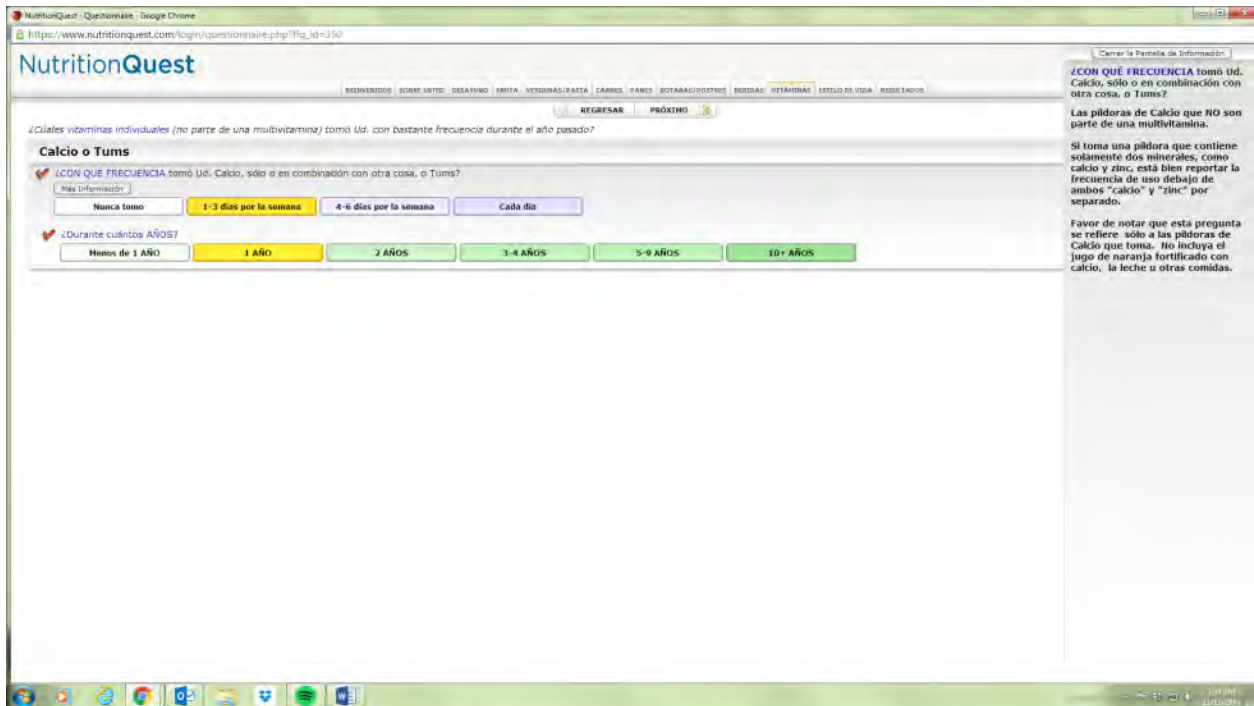 NutritionQuest - Questionnaire - Google Chrome
https://www.nutritionquest.com/login/questionnaire.php?flg_id=350
NutritionQuest
BIENVENIDOS SOBRE USTED DESAYUNO FRUTA VERDURAS/PASTA CARNES PANES BOTANAS/POSTRES BEBIDAS VITAMINAS ESTILO DE VIDA RESULTADOS
REGRESAR PRÓXIMO
¿Cúales vitaminas individuales (no parte de una multivitamina) tomó Ud. con bastante frecuencia durante el año pasado?
Calcio o Tums
¿CON QUÉ FRECUENCIA tomó Ud. Calcio, sólo o en combinación con otra cosa, o Tums?
Más Información
Nunca tomo 1-3 días por la semana 4-6 días por la semana Cada día
¿Durante cuántos AÑOS?
Menos de 1 AÑO 1 AÑO 2 AÑOS 3-4 AÑOS 5-9 AÑOS 10+ AÑOS
Cerrar la Pantalla de Información
¿CON QUÉ FRECUENCIA tomó Ud.
Calcio, sólo o en combinación con
otra cosa, o Tums?
Las píldoras de Calcio que NO son
parte de una multivitamina.
Si toma una píldora que contiene
solamente dos minerales, como
calcio y zinc, está bien reportar la
frecuencia de uso debajo de
ambos "calcio" y "zinc" por
separado.
Favor de notar que esta pregunta
se refiere sólo a las píldoras de
Calcio que toma. No incluya el
jugo de naranja fortificado con
calcio, la leche u otras comidas.